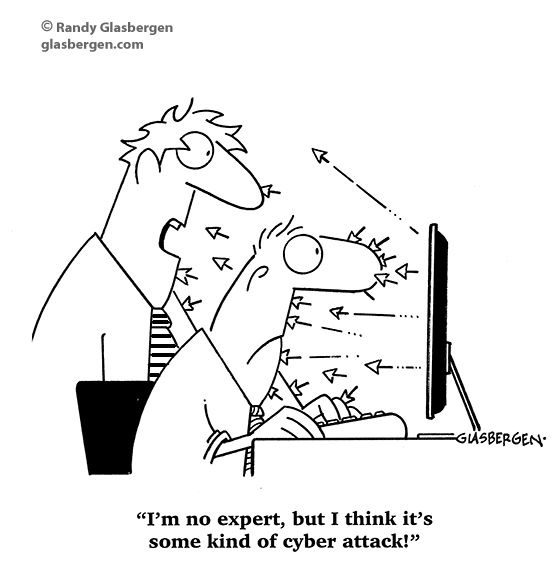 © Randy Glasbergen
glasbergen.com
GLASBERGEN.
“I’m no expert, but I think it’s
some kind of cyber attack!”